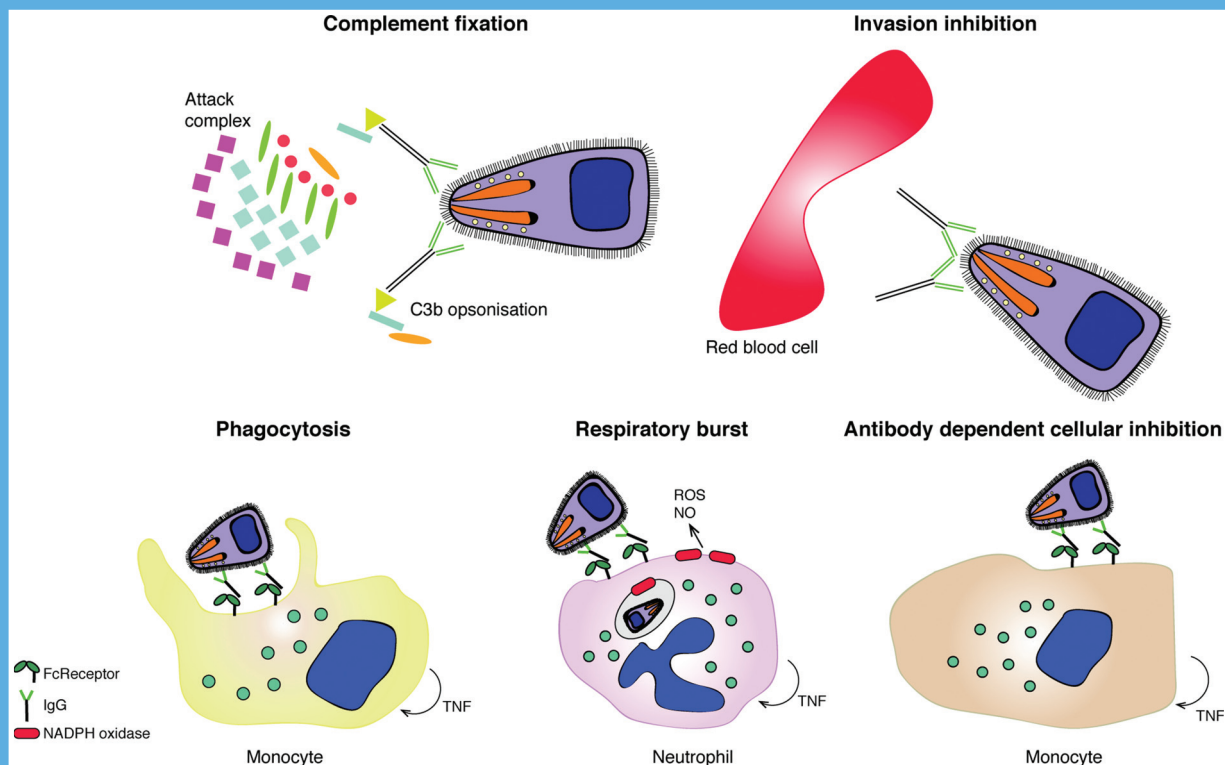 Complement fixation
Invasion inhibition
Attack
complex
C3b opsonisation
Red blood cell
Phagocytosis
Respiratory burst
Antibody dependent cellular inhibition
ROS
NO
FcReceptor
IgG
NADPH oxidase
TNF
TNF
TNF
Monocyte
Neutrophil
Monocyte